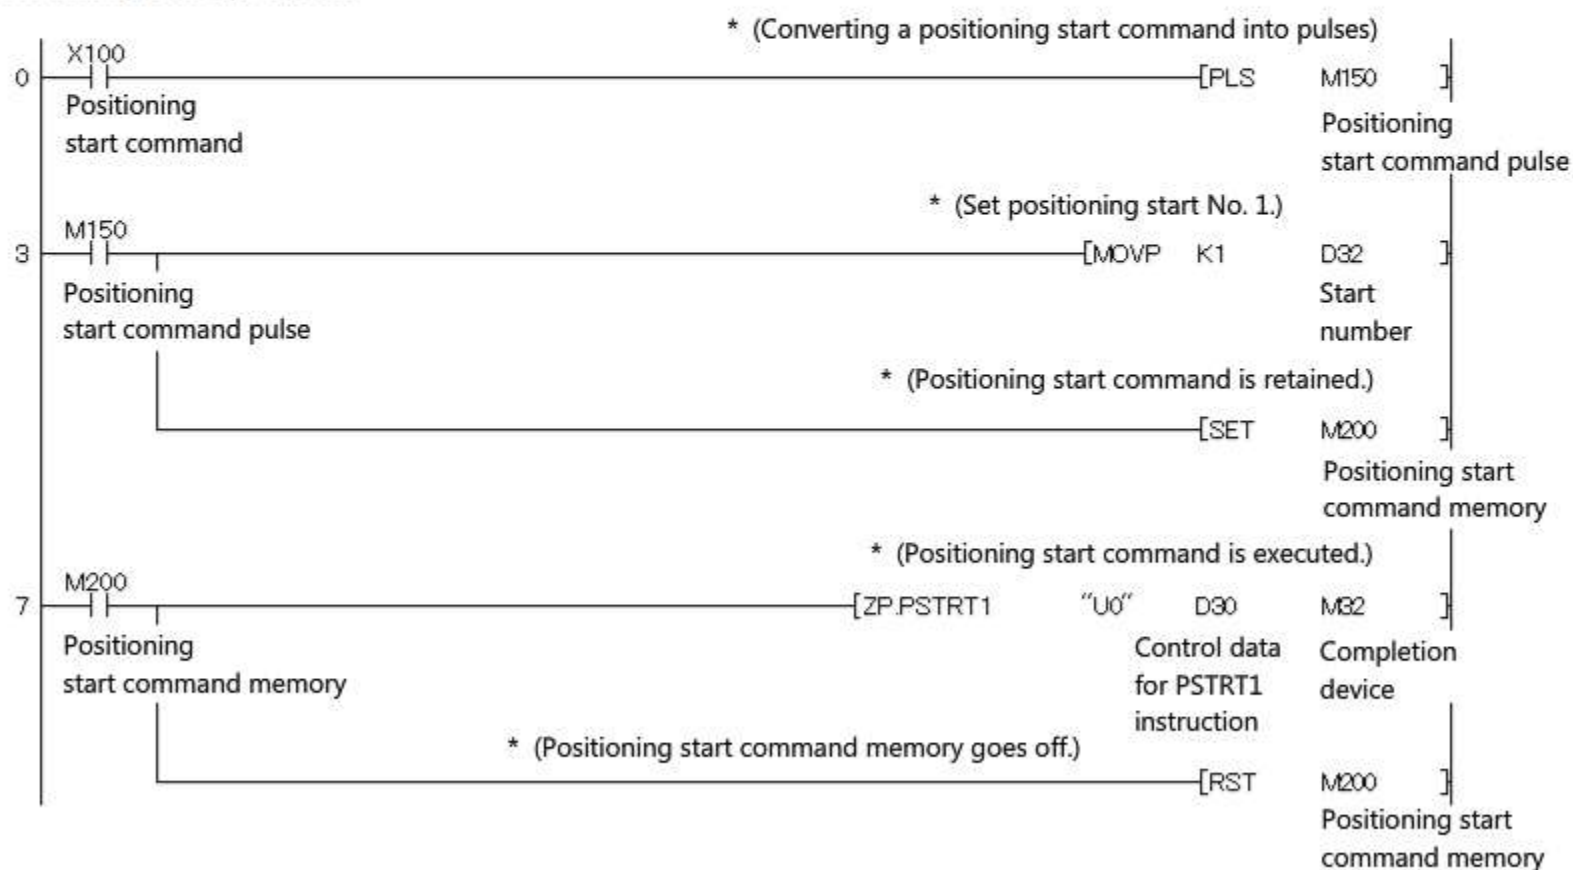 * (Converting a positioning start command into pulses)
X100
0 [PLS M150 ]
Positioning
start command
Positioning
start command pulse
* (Set positioning start No. 1.)
M150
3 [MOVP K1 D32 ]
Positioning
start command pulse
Start
number
* (Positioning start command is retained.)
[SET M200 ]
Positioning start
command memory
* (Positioning start command is executed.)
M200
7 [ZP.PSTRT1 "U0" D30 M32 ]
Positioning
start command memory
Control data
for PSTRT1
instruction
Completion
device
* (Positioning start command memory goes off.)
[RST M200 ]
Positioning start
command memory